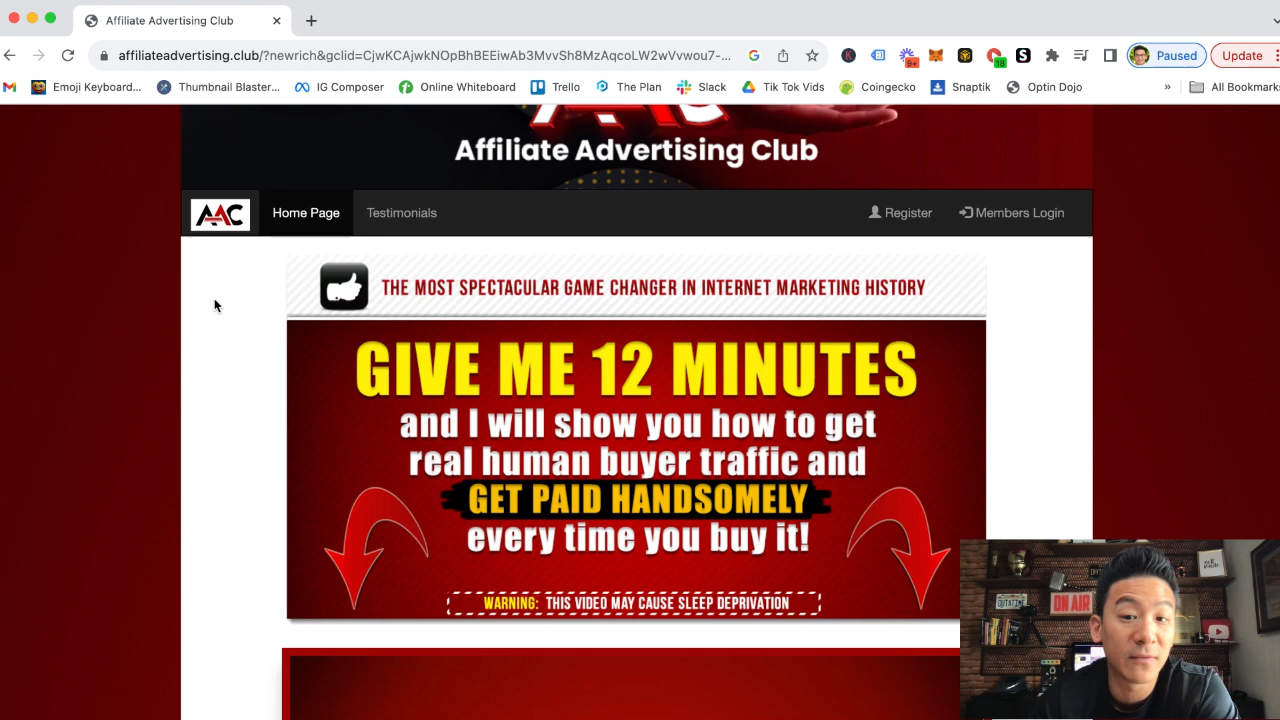 Affiliate Advertising Club
affiliateadvertising.club/?newrich&gclid=CjwKCAjwkNOpBhBEEiwAb3MvvSh8MzAqcoLW2wVvwou7-...
9+
18
Paused
Update
Emoji Keyboard...
Thumbnail Blaster...
IG Composer
Online Whiteboard
Trello
The Plan
Slack
Tik Tok Vids
Coingecko
Snaptik
Optin Dojo
»
All Bookmarks
Affiliate Advertising Club
AAC
Home Page
Testimonials
Register
Members Login
THE MOST SPECTACULAR GAME CHANGER IN INTERNET MARKETING HISTORY
GIVE ME 12 MINUTES
and I will show you how to get
real human buyer traffic and
GET PAID HANDSOMELY
every time you buy it!
WARNING: THIS VIDEO MAY CAUSE SLEEP DEPRIVATION
OUTATIME
ON AIR